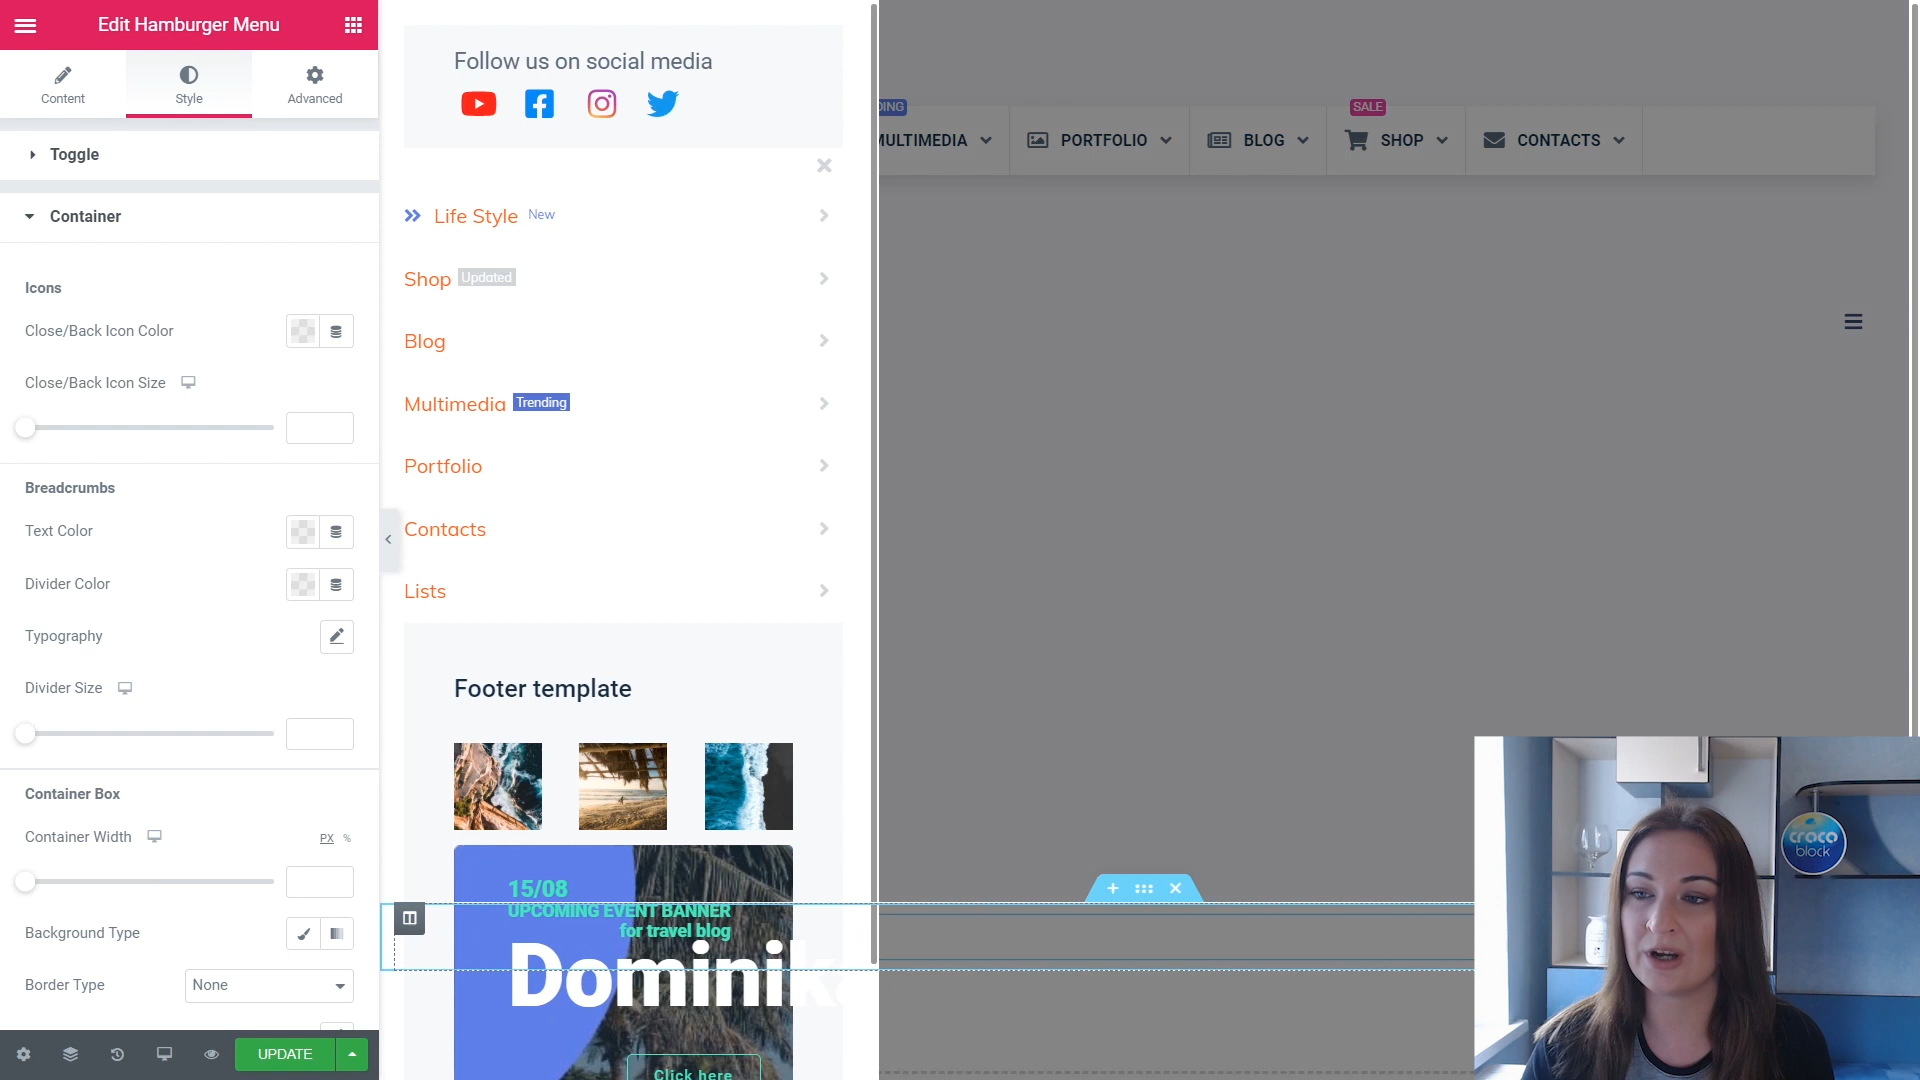 Edit Hamburger Menu
Content
Style
Advanced
Toggle
Container
Icons
Close/Back Icon Color
Close/Back Icon Size
Breadcrumbs
Text Color
Divider Color
Typography
Divider Size
Container Box
Container Width
PX %
Background Type
Border Type
None
UPDATE
Follow us on social media
Life Style New
Shop Updated
Blog
Multimedia Trending
Portfolio
Contacts
Lists
Footer template
15/08
UPCOMING EVENT BANNER
for travel blog
Dominik
Click here
DING
SALE
MULTIMEDIA
PORTFOLIO
BLOG
SHOP
CONTACTS
croco
block